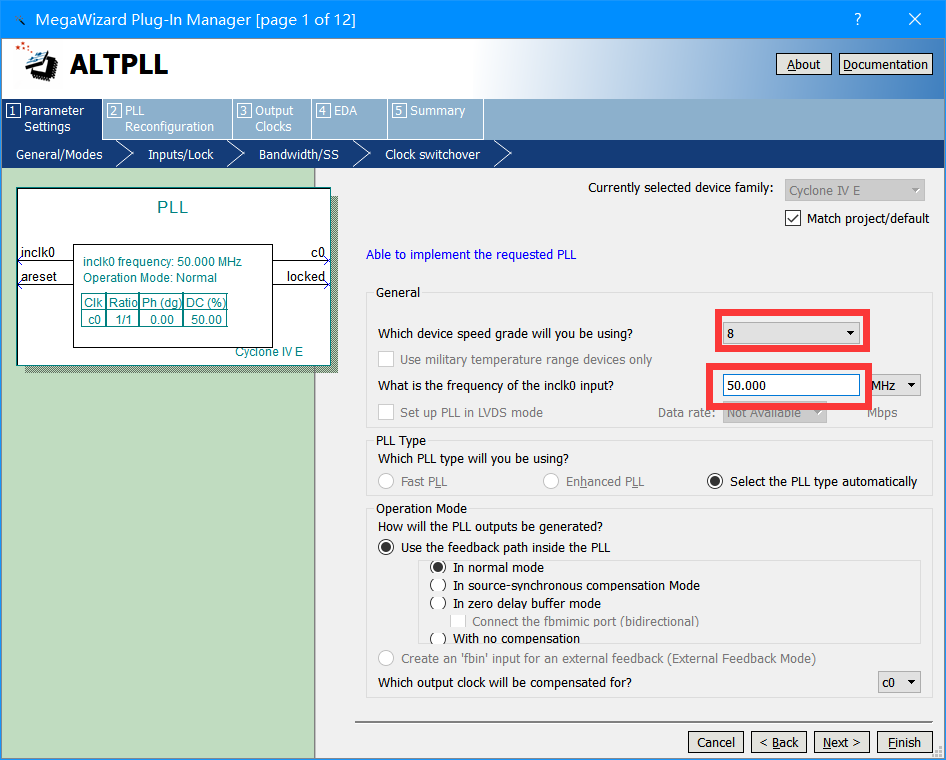 MegaWizard Plug-In Manager [page 1 of 12]
?
ALTPLL
About
Documentation
1 Parameter Settings
2 PLL Reconfiguration
3 Output Clocks
4 EDA
5 Summary
General/Modes
Inputs/Lock
Bandwidth/SS
Clock switchover
PLL
inclk0
areset
c0
locked
inclk0 frequency: 50.000 MHz
Operation Mode: Normal
Clk Ratio Ph (dg) DC (%)
c0 1/1 0.00 50.00
Cyclone IV E
Currently selected device family:
Cyclone IV E
Match project/default
Able to implement the requested PLL
General
Which device speed grade will you be using?
8
Use military temperature range devices only
What is the frequency of the inclk0 input?
50.000
MHz
Set up PLL in LVDS mode
Data rate:
Not Available
Mbps
PLL Type
Which PLL type will you be using?
Fast PLL
Enhanced PLL
Select the PLL type automatically
Operation Mode
How will the PLL outputs be generated?
Use the feedback path inside the PLL
In normal mode
In source-synchronous compensation Mode
In zero delay buffer mode
Connect the fbmimic port (bidirectional)
With no compensation
Create an 'fbin' input for an external feedback (External Feedback Mode)
Which output clock will be compensated for?
c0
Cancel
< Back
Next >
Finish